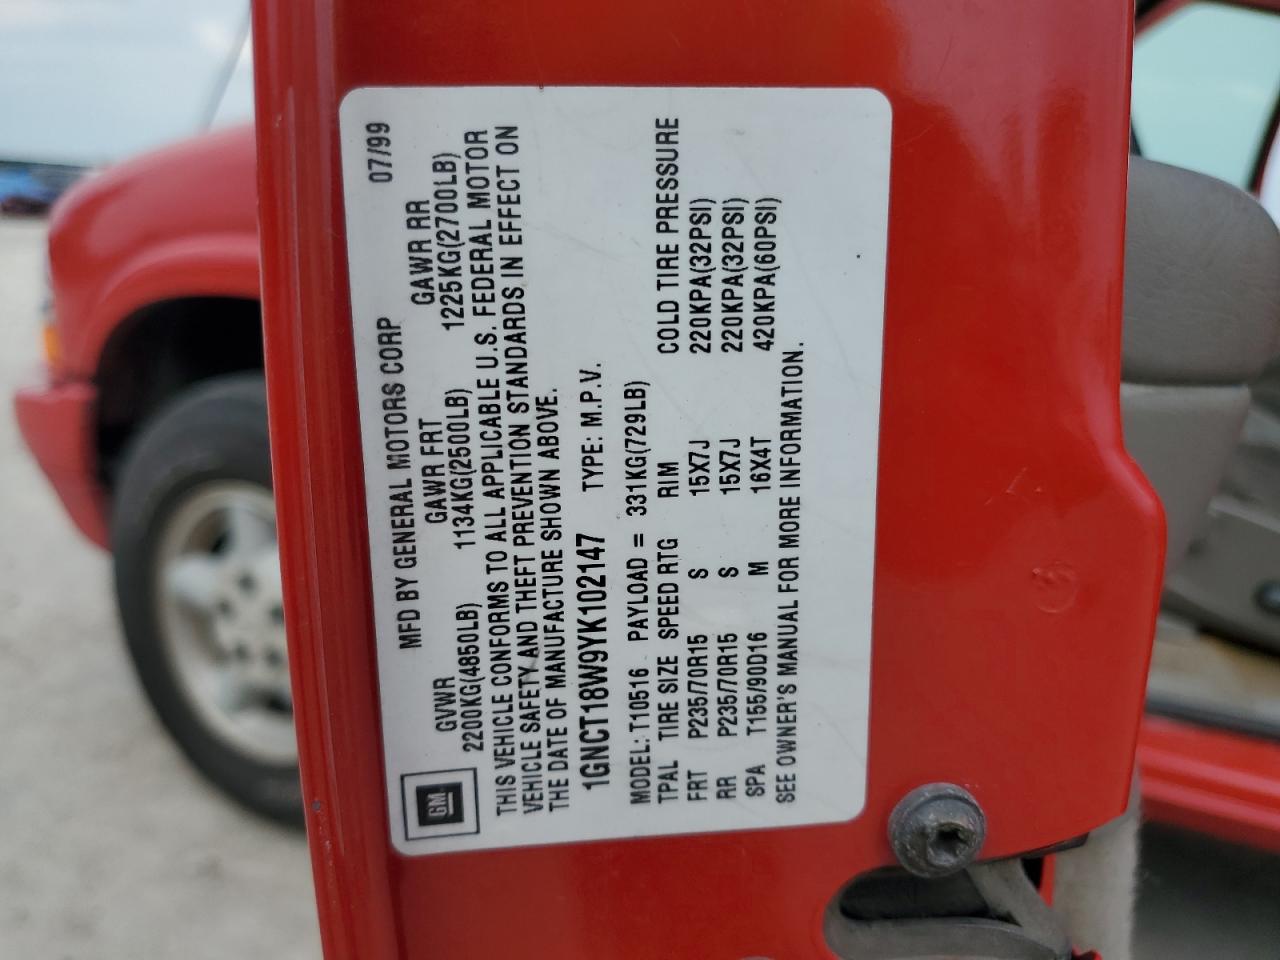 GM
MFD BY GENERAL MOTORS CORP 07/99
GVWR GAWR FRT GAWR RR
2200KG(4850LB) 1134KG(2500LB) 1225KG(2700LB)
THIS VEHICLE CONFORMS TO ALL APPLICABLE U.S. FEDERAL MOTOR
VEHICLE SAFETY AND THEFT PREVENTION STANDARDS IN EFFECT ON
THE DATE OF MANUFACTURE SHOWN ABOVE.
1GNCT18W9YK102147 TYPE: M.P.V.
MODEL: T10516 PAYLOAD = 331KG(729LB)
TPAL TIRE SIZE SPEED RTG RIM COLD TIRE PRESSURE
FRT P235/70R15 S 15X7J 220KPA(32PSI)
RR P235/70R15 S 15X7J 220KPA(32PSI)
SPA T155/90D16 M 16X4T 420KPA(60PSI)
SEE OWNER'S MANUAL FOR MORE INFORMATION.